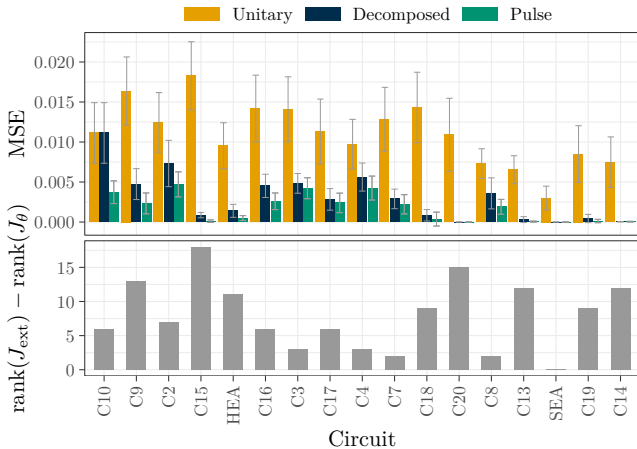 Unitary Decomposed Pulse
MSE
0.020
0.015
0.010
0.005
0.000
rank(J_ext) − rank(J_θ)
15
10
5
0
C10 C9 C2 C15 HEA C16 C3 C17 C4 C7 C18 C20 C8 C13 SEA C19 C14
Circuit